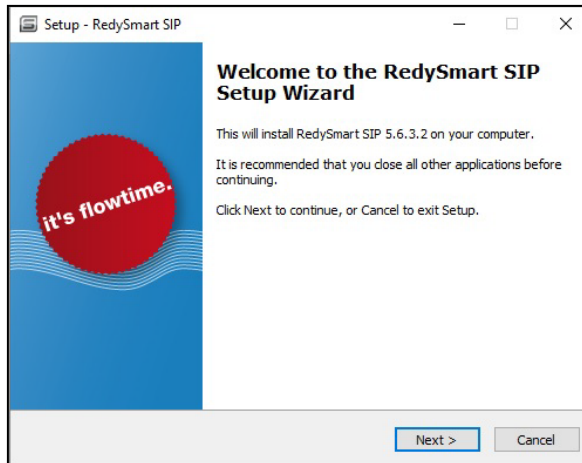 Setup - RedySmart SIP
Welcome to the RedySmart SIP
Setup Wizard
This will install RedySmart SIP 5.6.3.2 on your computer.
It is recommended that you close all other applications before
continuing.
Click Next to continue, or Cancel to exit Setup.
it's flowtime.
Next >
Cancel